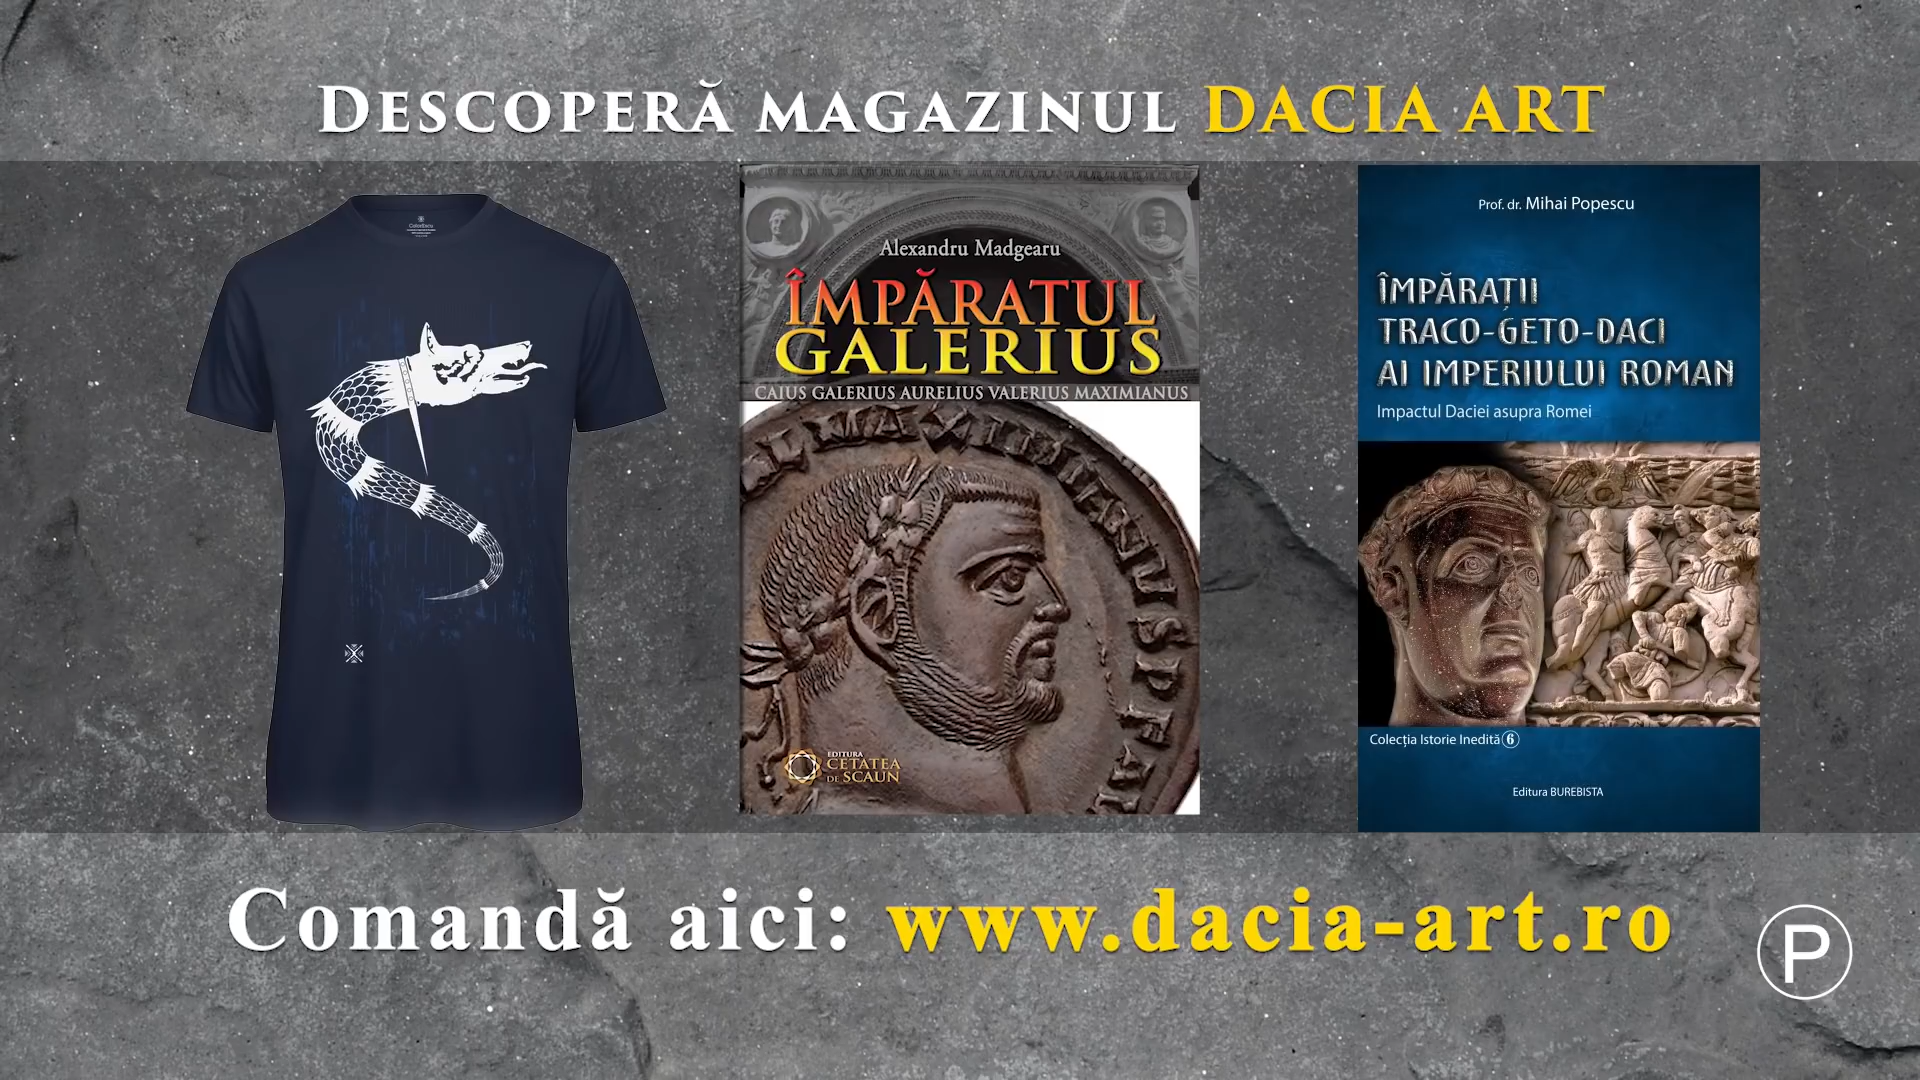 DESCOPERĂ MAGAZINUL DACIA ART
Alexandru Madgearu
ÎMPĂRATUL
GALERIUS
CAIUS GALERIUS AURELIUS VALERIUS MAXIMIANUS
EDITURA
CETATEA
DE SCAUN
Prof. dr. Mihai Popescu
ÎMPĂRAȚII
TRACO-GETO-DACI
AI IMPERIULUI ROMAN
Impactul Daciei asupra Romei
Colecția Istorie Inedită 6
Editura BUREBISTA
Comandă aici: www.dacia-art.ro
P